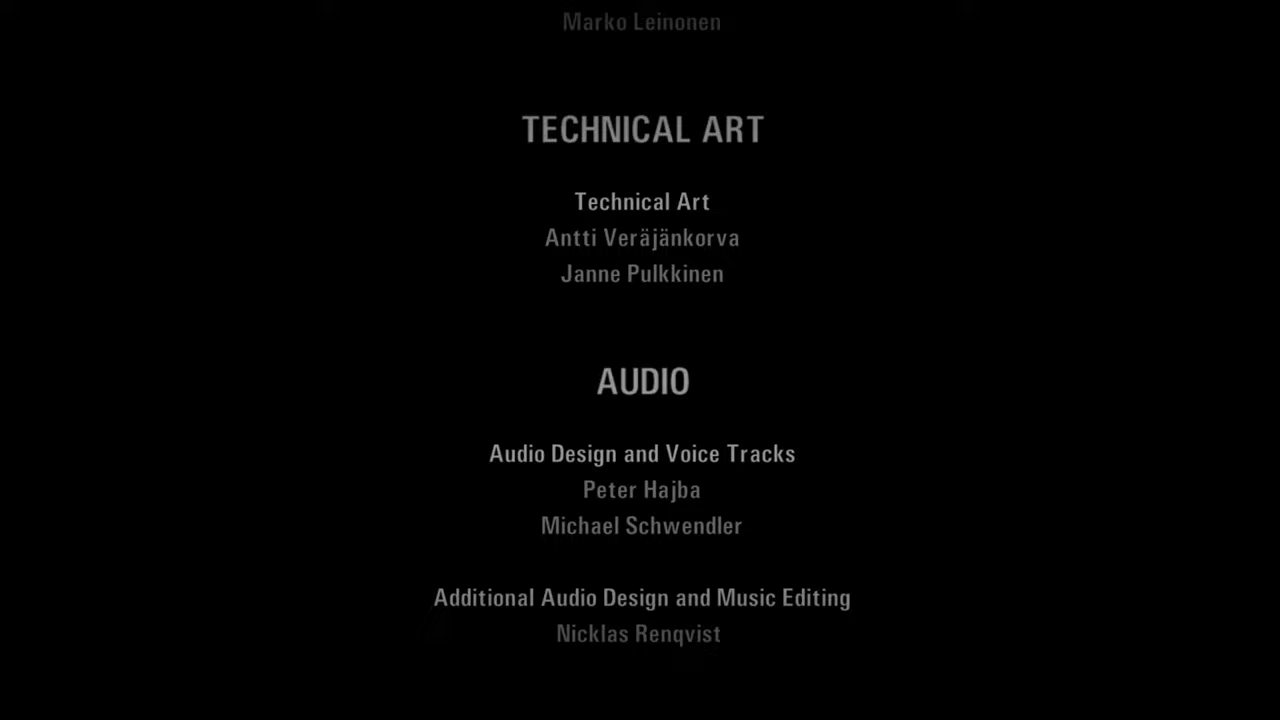 Marko Leinonen
TECHNICAL ART
Technical Art
Antti Veräjänkorva
Janne Pulkkinen
AUDIO
Audio Design and Voice Tracks
Peter Hajba
Michael Schwendler
Additional Audio Design and Music Editing
Nicklas Renqvist